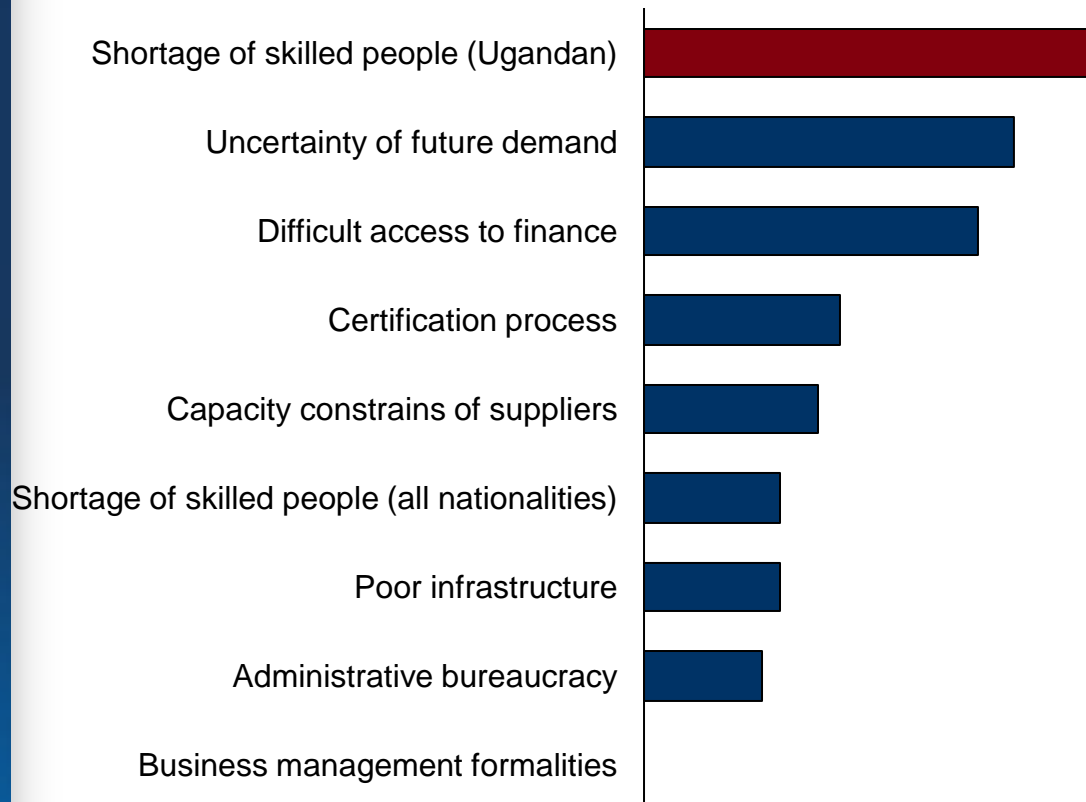 Shortage of skilled people (Ugandan)
Uncertainty of future demand
Difficult access to finance
Certification process
Capacity constrains of suppliers
Shortage of skilled people (all nationalities)
Poor infrastructure
Administrative bureaucracy
Business management formalities